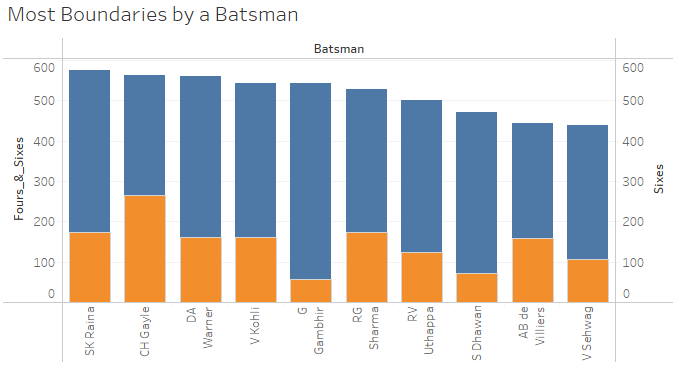 Most Boundaries by a Batsman
Batsman
Fours_&_Sixes
600
500
400
300
200
100
0
600
500
400
300
200
100
0
Sixes
SK Raina
CH Gayle
DA
Warner
V Kohli
G
Gambhir
RG
Sharma
RV
Uthappa
S Dhawan
AB de
Villiers
V Sehwag